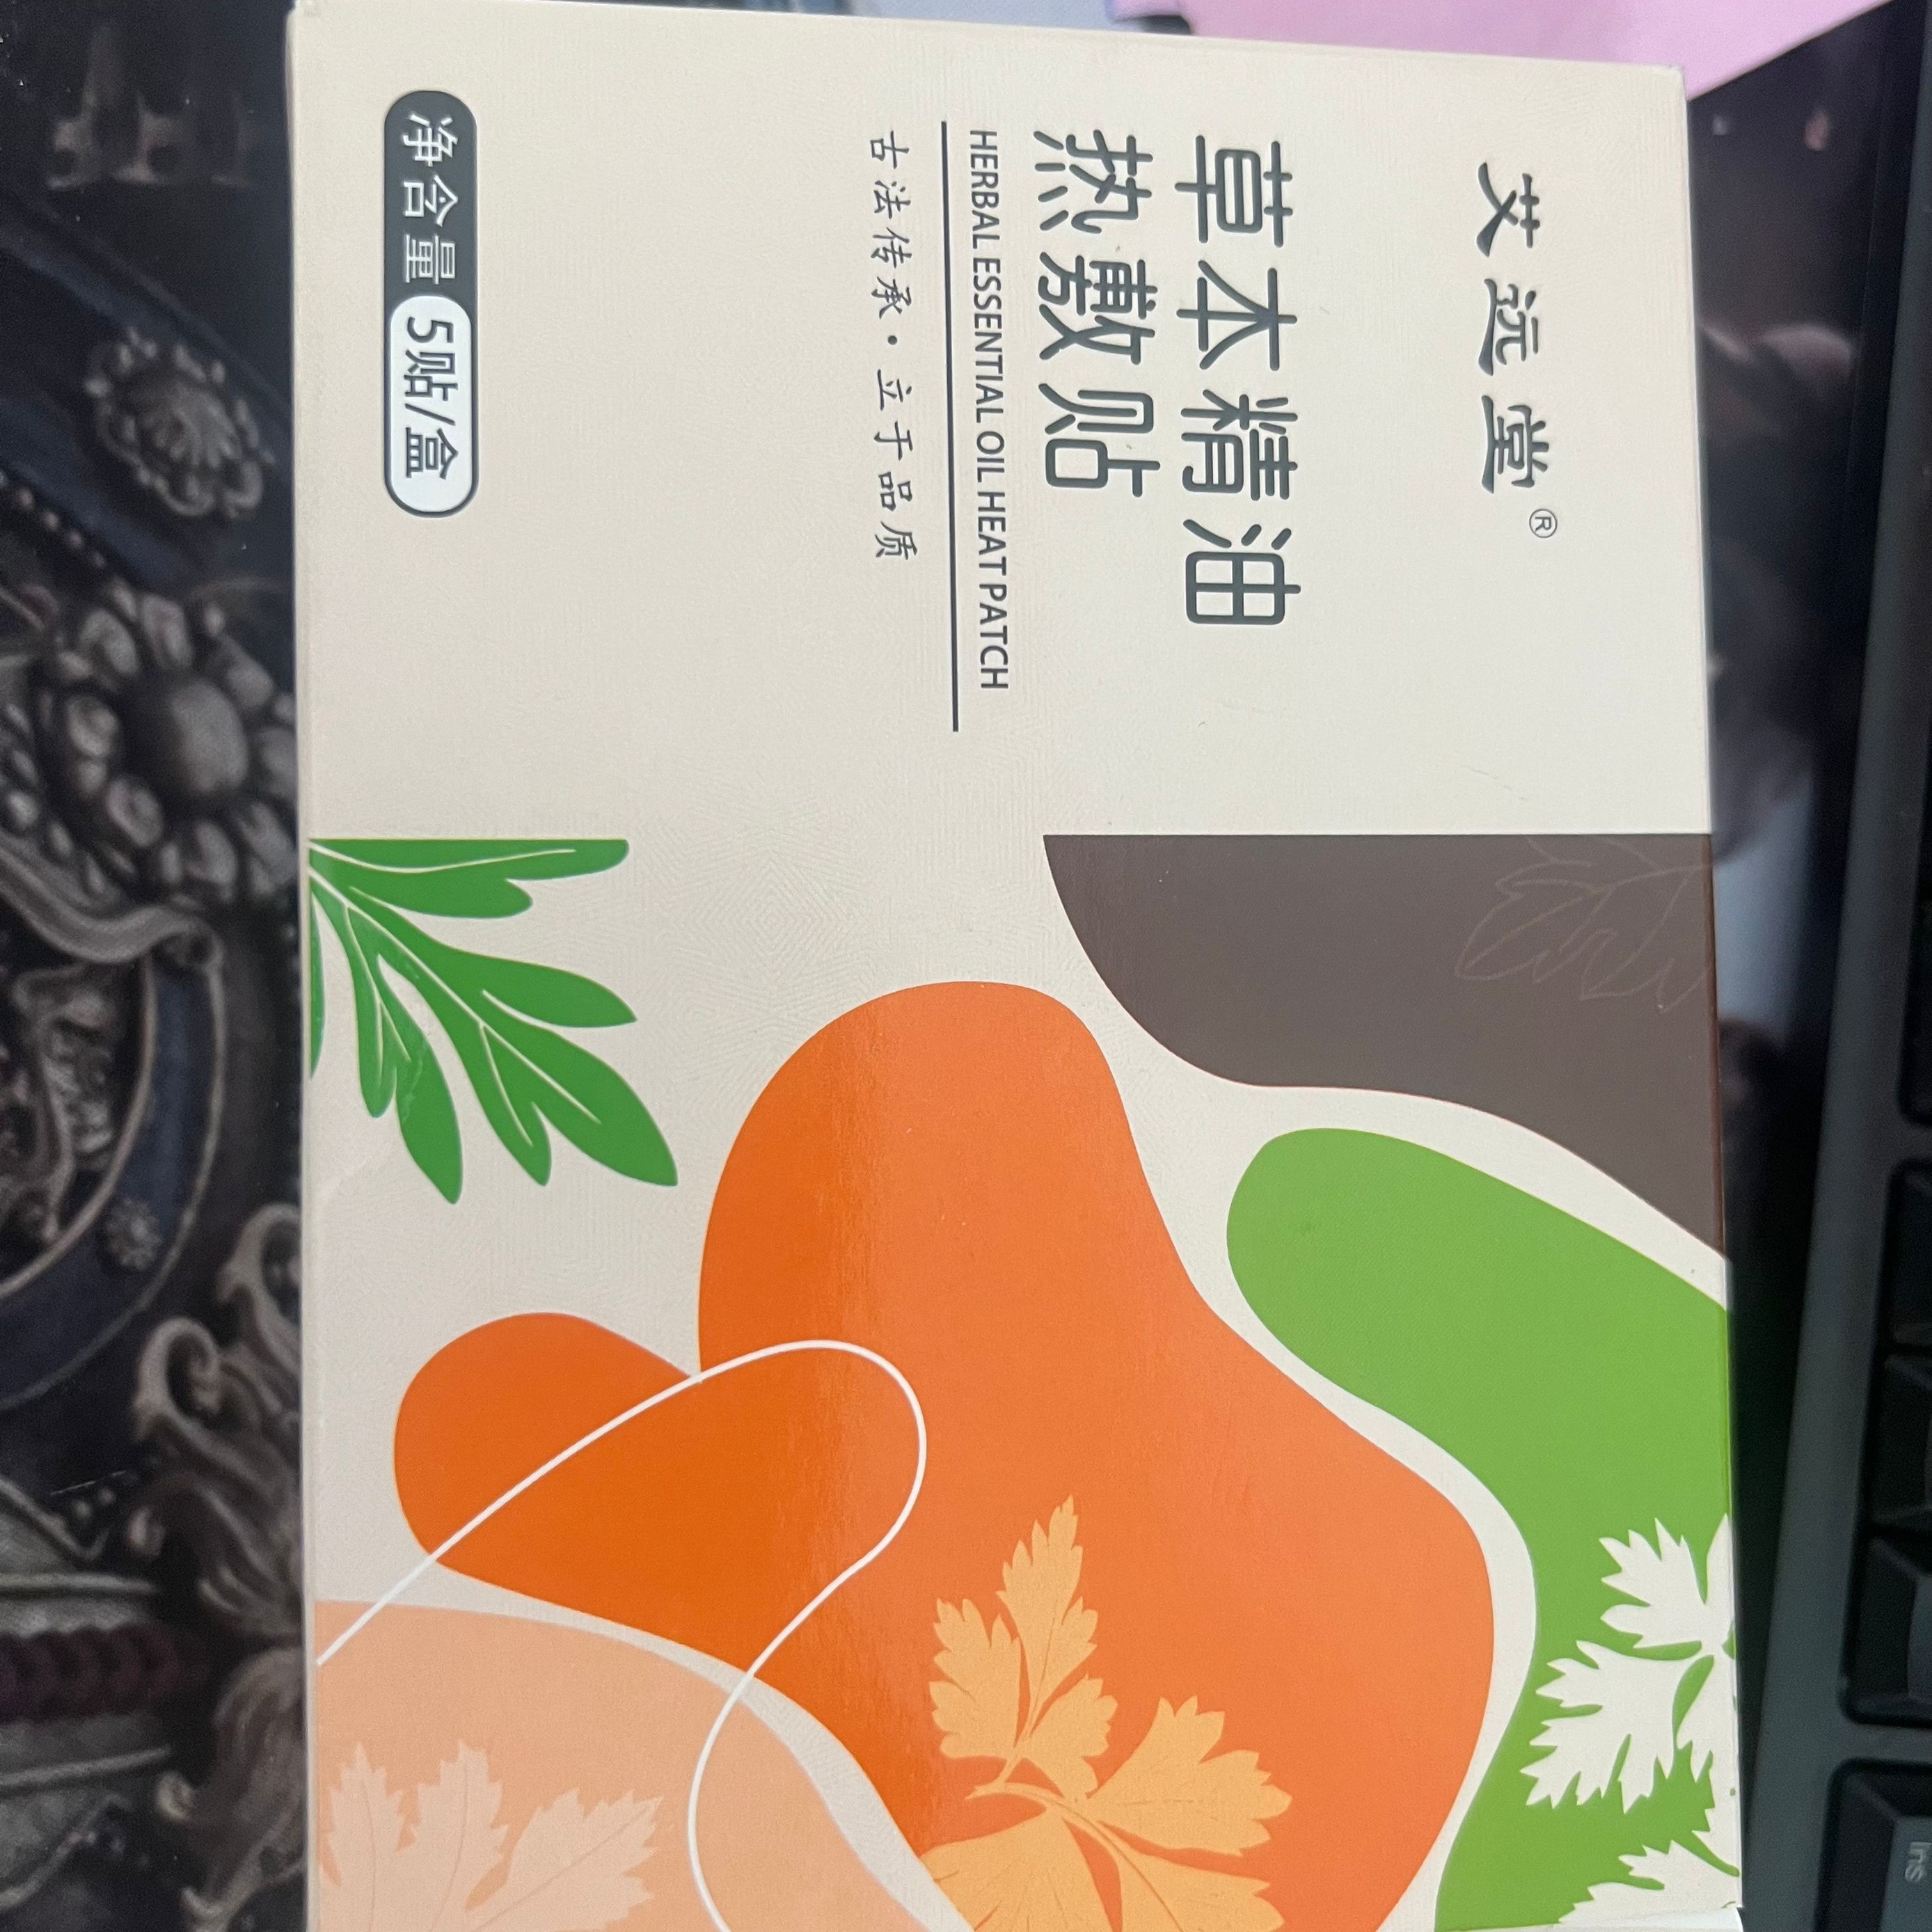 艾远堂®
草本精油
热敷贴
HERBAL ESSENTIAL OIL HEAT PATCH
古法传承·立于品质
净含量 5贴/盒
Ins